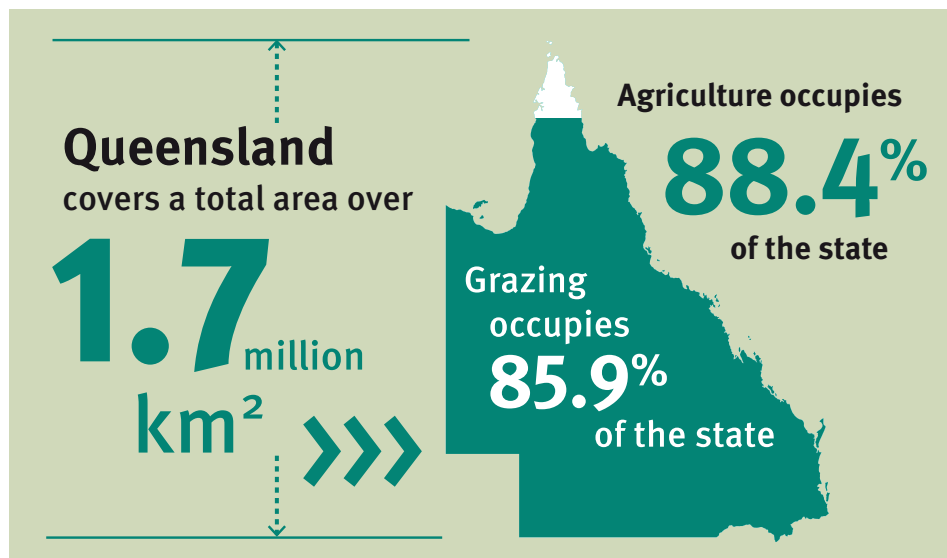 Queensland
covers a total area over
1.7 million
km²
Agriculture occupies
88.4%
of the state
Grazing
occupies
85.9%
of the state